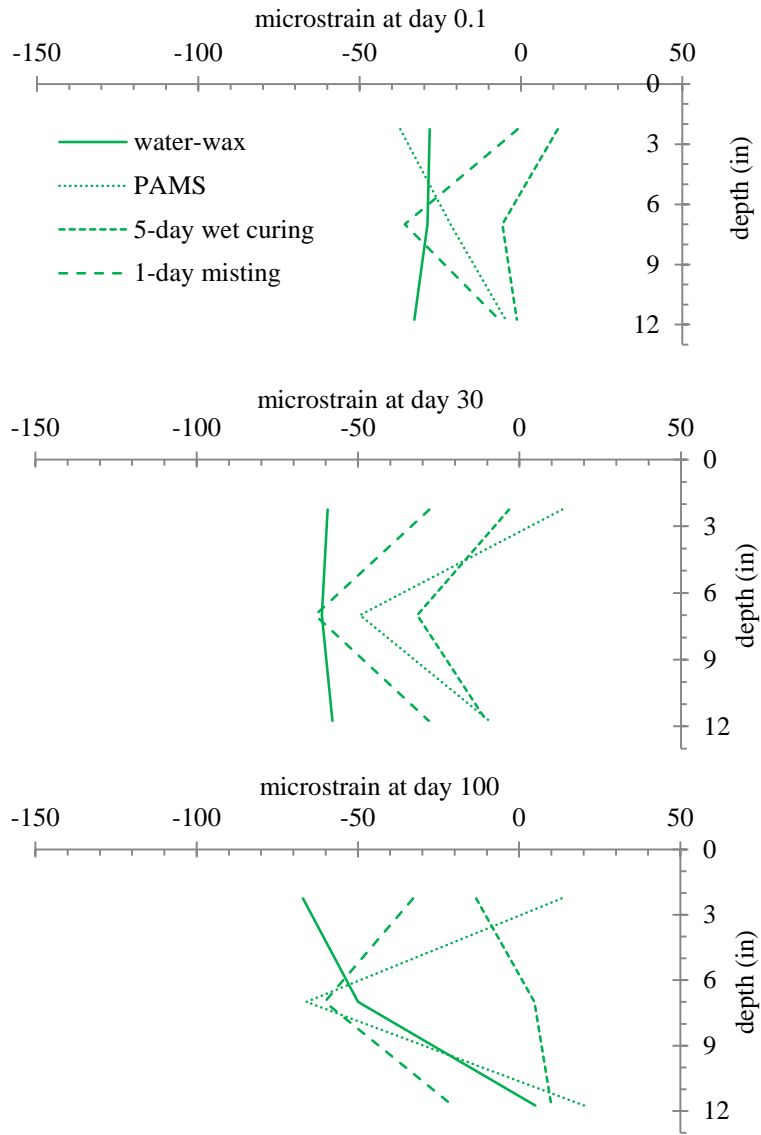 microstrain at day 0.1
-150 -100 -50 0 50
0
3
6
9
12
depth (in)
water-wax
PAMS
5-day wet curing
1-day misting
microstrain at day 30
-150 -100 -50 0 50
0
3
6
9
12
depth (in)
microstrain at day 100
-150 -100 -50 0 50
0
3
6
9
12
depth (in)